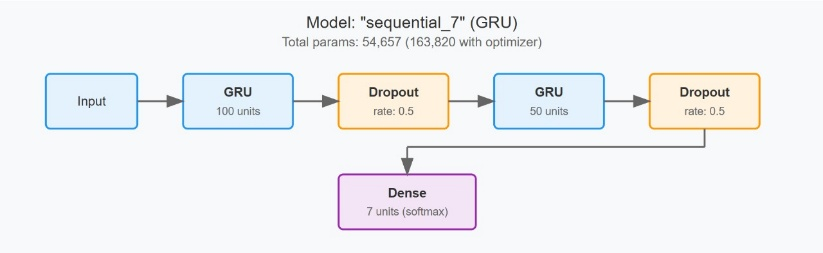 Model: "sequential_7" (GRU)
Total params: 54,657 (163,820 with optimizer)
Input
GRU
100 units
Dropout
rate: 0.5
GRU
50 units
Dropout
rate: 0.5
Dense
7 units (softmax)